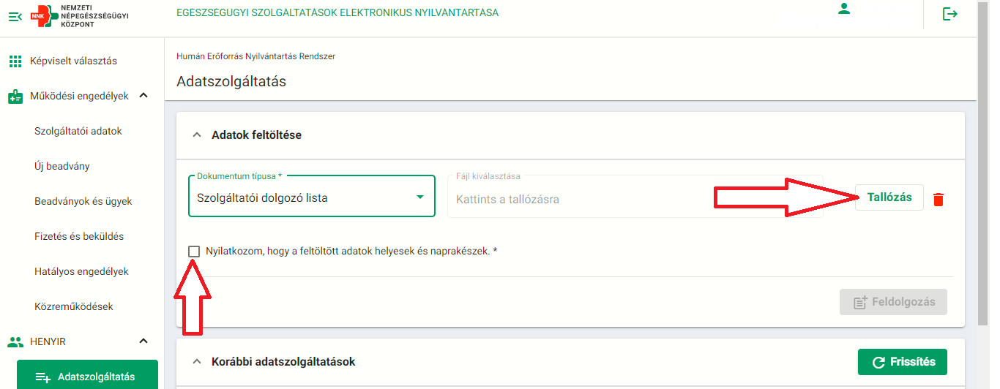 NNK
NEMZETI
NÉPEGÉSZSÉGÜGYI
KÖZPONT
EGESZSEGUGYI SZOLGALTATASOK ELEKTRONIKUS NYILVANTARTASA
Képviselt választás
Működési engedélyek
Szolgáltatói adatok
Új beadvány
Beadványok és ügyek
Fizetés és beküldés
Hatályos engedélyek
Közreműködések
HENYIR
Adatszolgáltatás
Humán Erőforrás Nyilvántartás Rendszer
Adatszolgáltatás
Adatok feltöltése
Dokumentum típusa *
Szolgáltatói dolgozó lista
Fájl kiválasztása
Kattints a tallózásra
Tallózás
Nyilatkozom, hogy a feltöltött adatok helyesek és naprakészek. *
Feldolgozás
Korábbi adatszolgáltatások
Frissítés